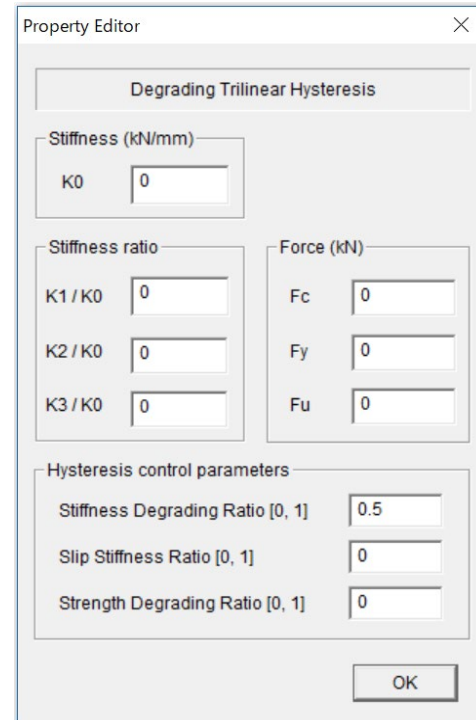 Property Editor
Degrading Trilinear Hysteresis
Stiffness (kN/mm)
K0 0
Stiffness ratio
K1 / K0 0
K2 / K0 0
K3 / K0 0
Force (kN)
Fc 0
Fy 0
Fu 0
Hysteresis control parameters
Stiffness Degrading Ratio [0, 1] 0.5
Slip Stiffness Ratio [0, 1] 0
Strength Degrading Ratio [0, 1] 0
OK